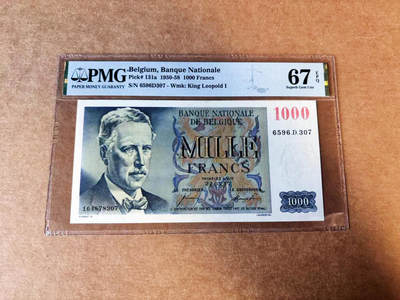 PMG
PAPER MONEY GUARANTY
Belgium, Banque Nationale
Pick# 131a 1950-58 1000 Francs
S/N 6596D307 - Wmk: King Leopold I
67 EPQ
Superb Gem Unc
1000
BANQUE NATIONALE
DE BELGIQUE
6596.D.307
MILLE
FRANCS
164878307
1000